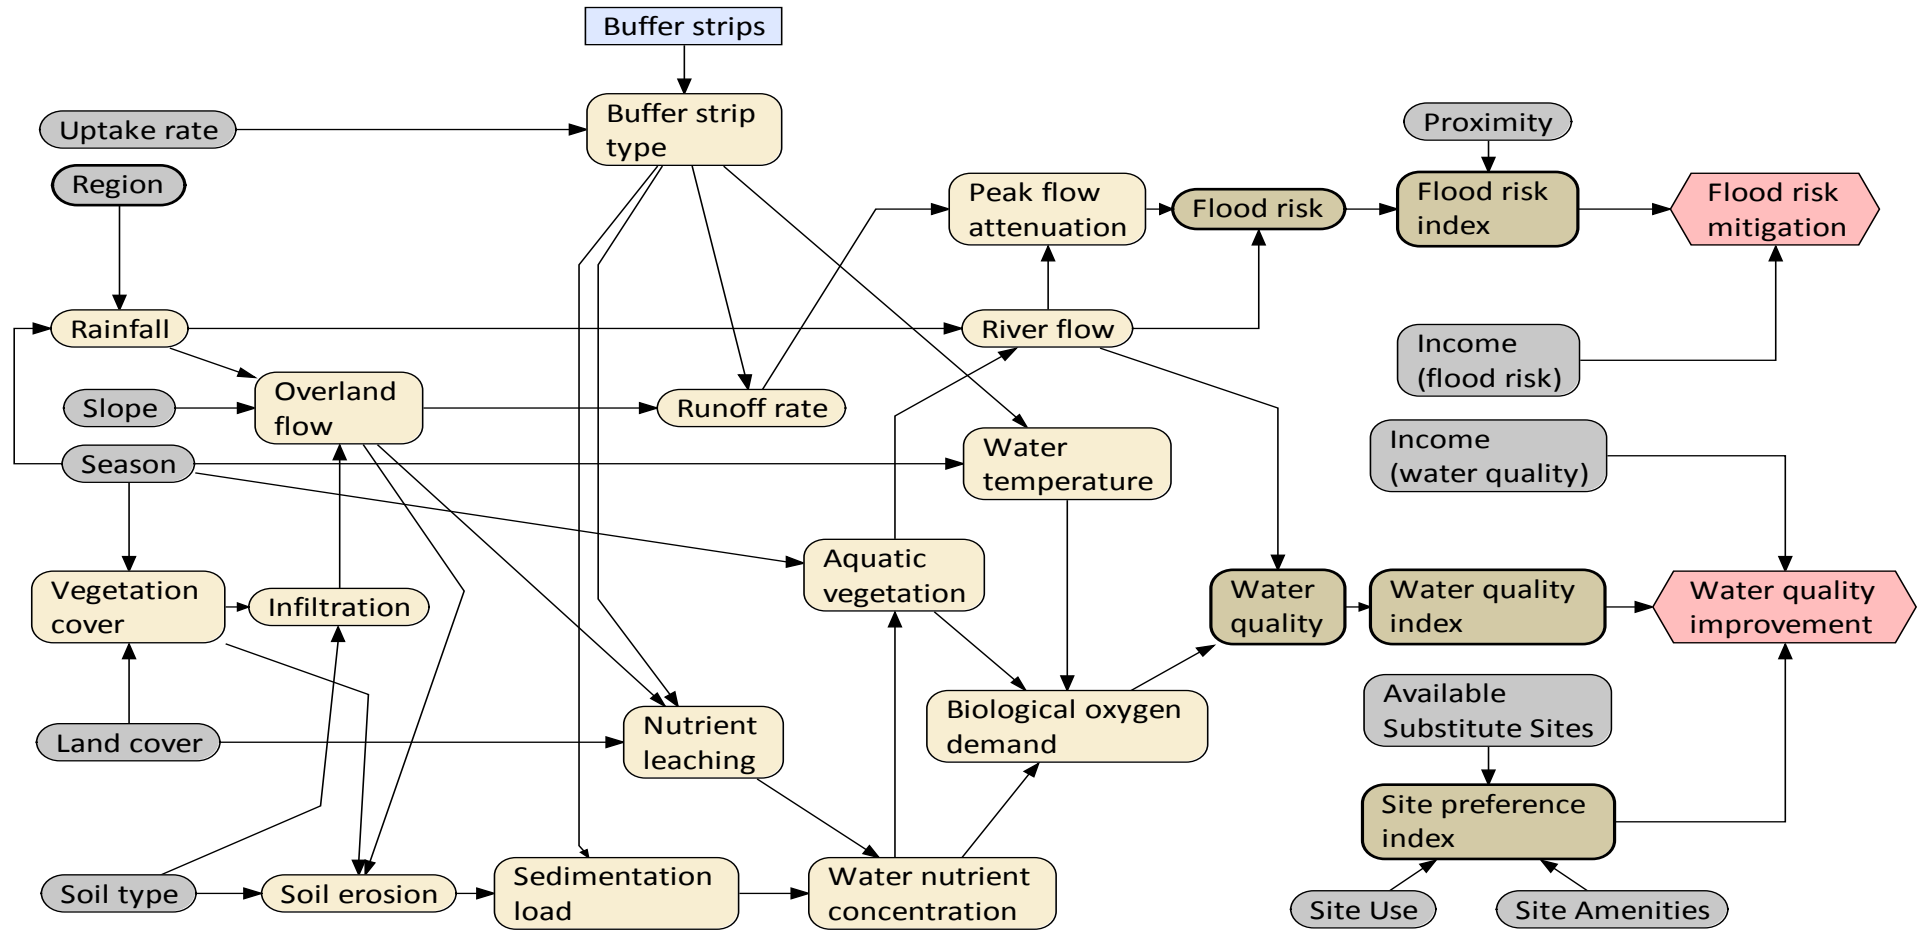 Buffer strips
Buffer strip
type
Uptake rate
Proximity
Region
Peak flow
attenuation
Flood risk
Flood risk
index
Flood risk
mitigation
Rainfall
River flow
Income
(flood risk)
Overland
flow
Slope
Runoff rate
Season
Water
temperature
Income
(water quality)
Aquatic
vegetation
Vegetation
cover
Infiltration
Water
quality
Water quality
index
Water quality
improvement
Available
Substitute Sites
Biological oxygen
demand
Nutrient
leaching
Land cover
Site preference
index
Soil type
Soil erosion
Sedimentation
load
Water nutrient
concentration
Site Use
Site Amenities